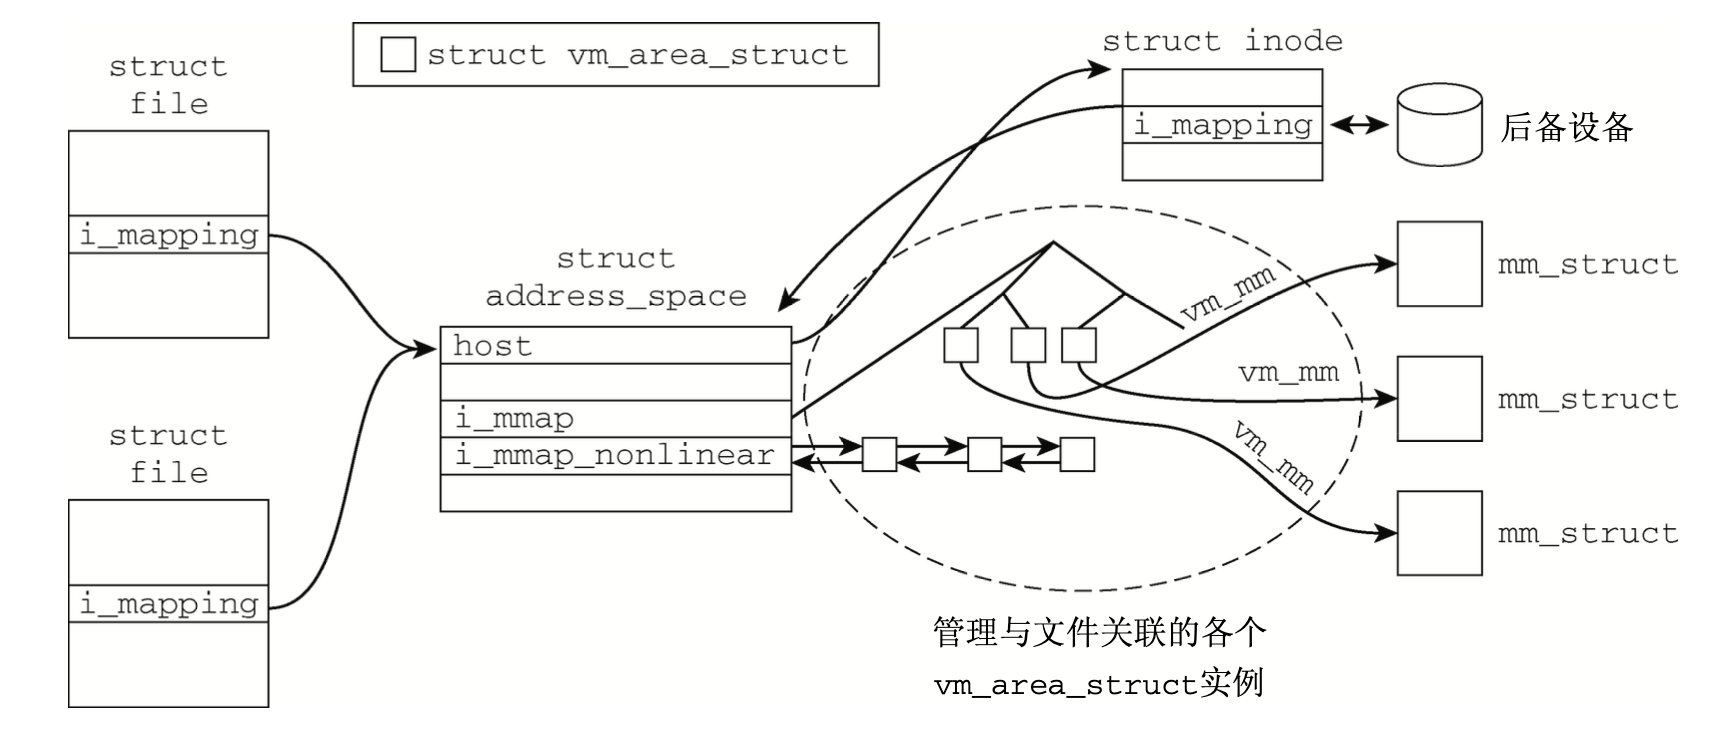 struct
file
i_mapping
struct
file
i_mapping
struct vm_area_struct
struct
address_space
host
i_mmap
i_mmap_nonlinear
struct inode
i_mapping
后备设备
vm_mm
mm_struct
vm_mm
mm_struct
vm_mm
mm_struct
管理与文件关联的各个
vm_area_struct实例